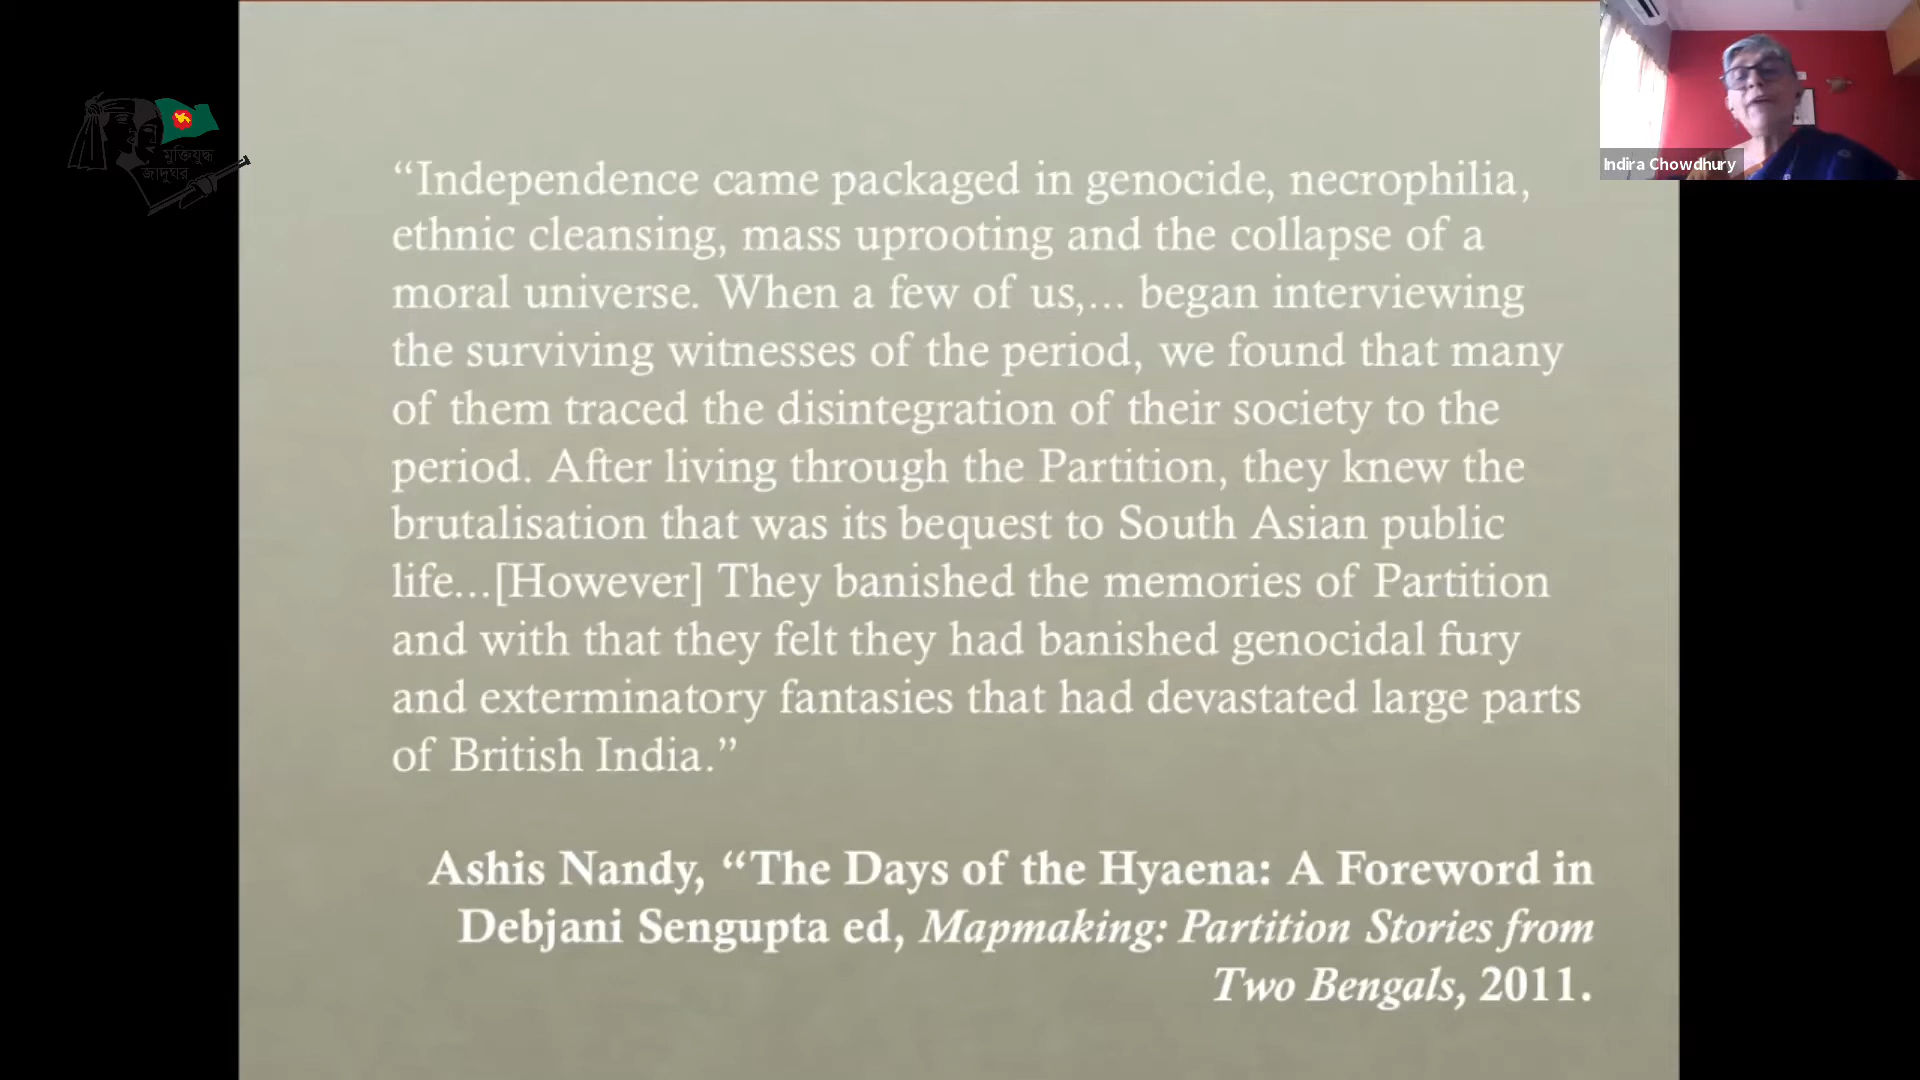 মুক্তিযুদ্ধ
জাদুঘর
Indira Chowdhury
“Independence came packaged in genocide, necrophilia,
ethnic cleansing, mass uprooting and the collapse of a
moral universe. When a few of us,... began interviewing
the surviving witnesses of the period, we found that many
of them traced the disintegration of their society to the
period. After living through the Partition, they knew the
brutalisation that was its bequest to South Asian public
life...[However] They banished the memories of Partition
and with that they felt they had banished genocidal fury
and exterminatory fantasies that had devastated large parts
of British India.”
Ashis Nandy, “The Days of the Hyaena: A Foreword in
Debjani Sengupta ed, Mapmaking: Partition Stories from
Two Bengals, 2011.